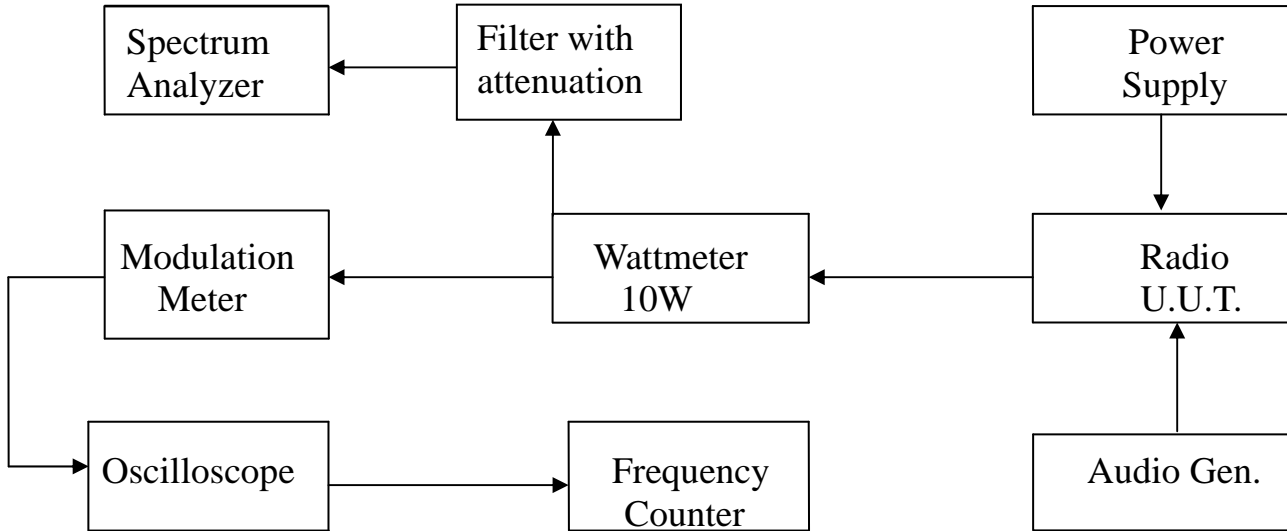 Spectrum
Analyzer
Filter with
attenuation
Power
Supply
Modulation
Meter
Wattmeter
10W
Radio
U.U.T.
Oscilloscope
Frequency
Counter
Audio Gen.